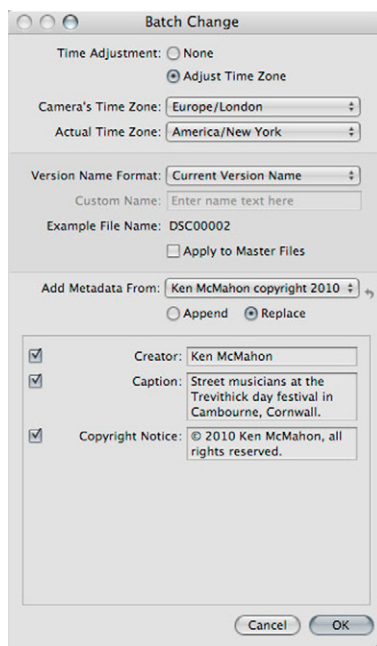 Batch Change
Time Adjustment: None
Adjust Time Zone
Camera's Time Zone: Europe/London
Actual Time Zone: America/New York
Version Name Format: Current Version Name
Custom Name: Enter name text here
Example File Name: DSC00002
Apply to Master Files
Add Metadata From: Ken McMahon copyright 2010
Append Replace
Creator: Ken McMahon
Caption: Street musicians at the
Trevithick day festival in
Cambourne, Cornwall.
Copyright Notice: © 2010 Ken McMahon, all
rights reserved.
Cancel OK